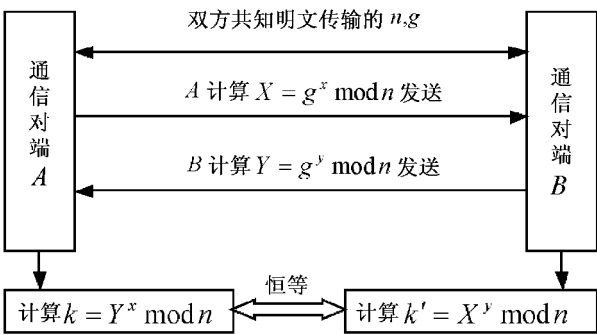 双方共知明文传输的 n,g
通信对端 A
A 计算 X = g^x mod n 发送
B 计算 Y = g^y mod n 发送
通信对端 B
恒等
计算 k = Y^x mod n
计算 k′ = X^y mod n